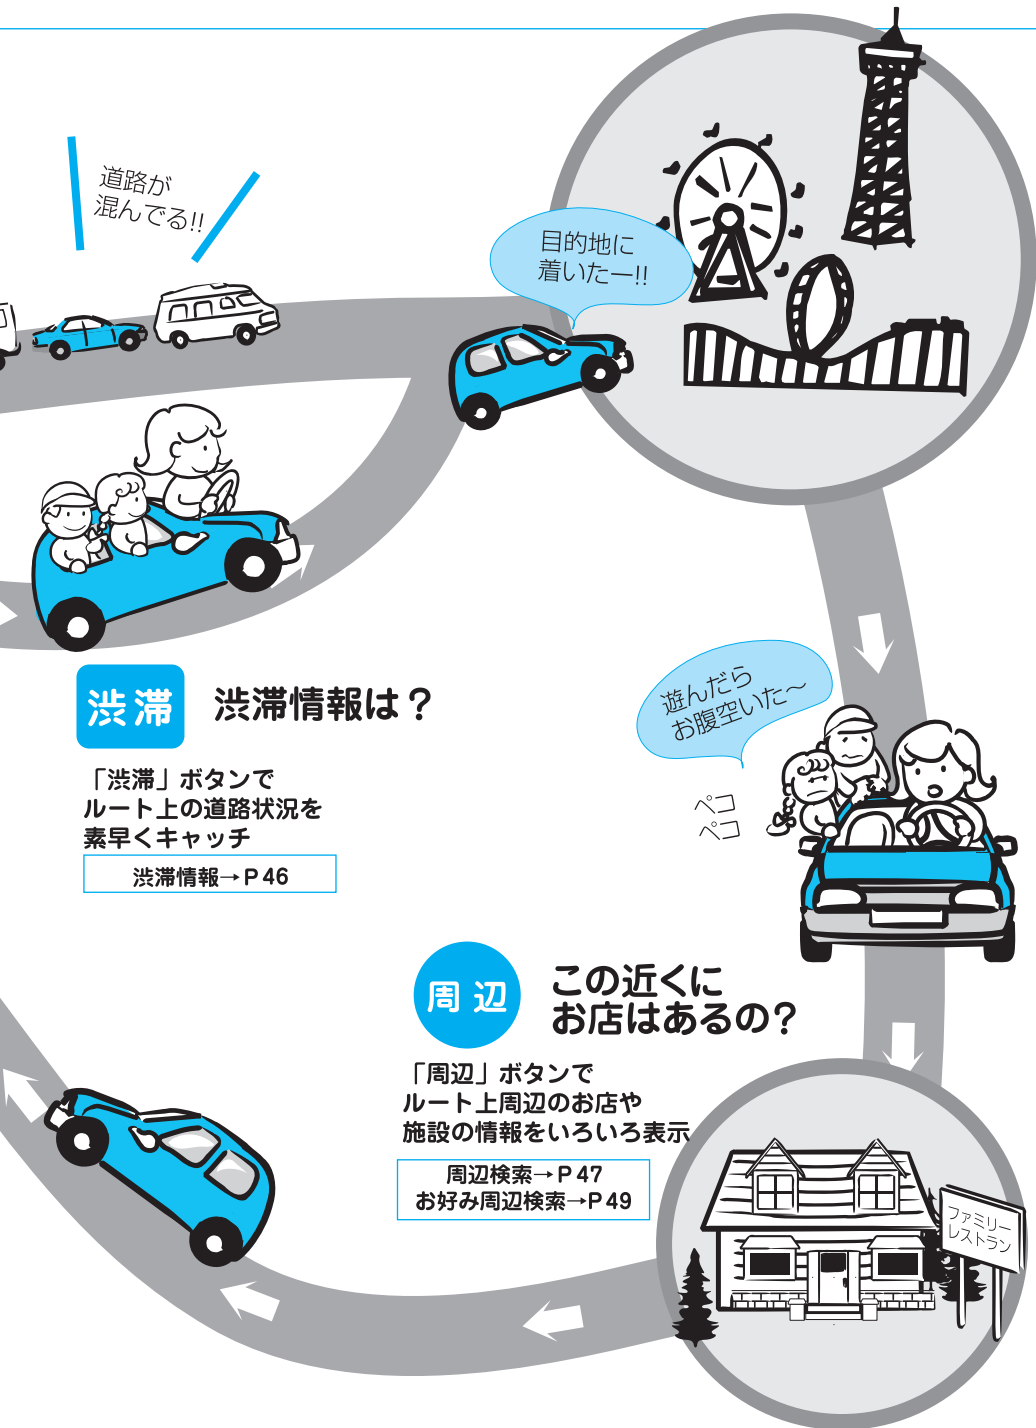 道路が
混んでる!!
目的地に
着いたー!!
渋滞
渋滞情報は？
「渋滞」ボタンで
ルート上の道路状況を
素早くキャッチ
渋滞情報→P46
遊んだら
お腹空いた～
ペコ
ペコ
周辺
この近くに
お店はあるの?
「周辺」ボタンで
ルート上周辺のお店や
施設の情報をいろいろ表示
周辺検索→P47
お好み周辺検索→P49
ファミリー
レストラン